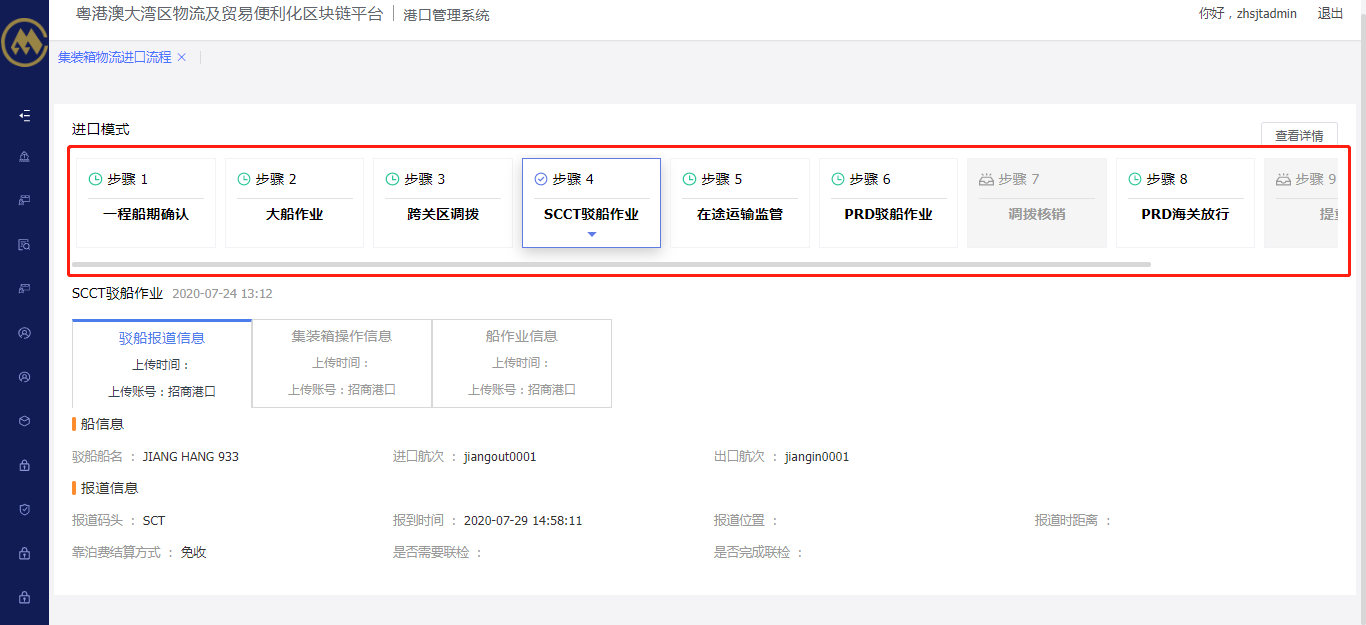 粤港澳大湾区物流及贸易便利化区块链平台 港口管理系统 你好，zhsjtadmin 退出
集装箱物流进口流程 ×
进口模式
查看详情
步骤 1 步骤 2 步骤 3 步骤 4 步骤 5 步骤 6 步骤 7 步骤 8 步骤 9
一程船期确认 大船作业 跨关区调拨 SCCT驳船作业 在途运输监管 PRD驳船作业 调拨核销 PRD海关放行 提
SCCT驳船作业 2020-07-24 13:12
驳船报道信息 集装箱操作信息 船作业信息
上传时间： 上传时间： 上传时间：
上传账号：招商港口 上传账号：招商港口 上传账号：招商港口
船信息
驳船船名 ： JIANG HANG 933 进口航次 ： jiangout0001 出口航次 ： jiangin0001
报道信息
报道码头 ： SCT 报到时间 ： 2020-07-29 14:58:11 报道位置 ： 报道时距离 ：
靠泊费结算方式 ： 免收 是否需要联检 ： 是否完成联检 ：